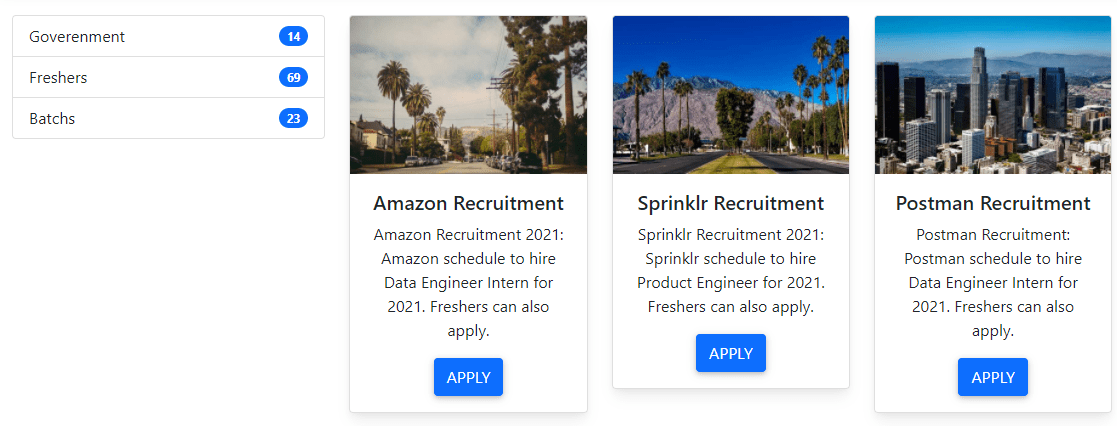 Goverenment 14
Freshers 69
Batchs 23
Amazon Recruitment
Amazon Recruitment 2021:
Amazon schedule to hire
Data Engineer Intern for
2021. Freshers can also
apply.
APPLY
Sprinklr Recruitment
Sprinklr Recruitment 2021:
Sprinklr schedule to hire
Product Engineer for 2021.
Freshers can also apply.
APPLY
Postman Recruitment
Postman Recruitment:
Postman schedule to hire
Data Engineer Intern for
2021. Freshers can also
apply.
APPLY